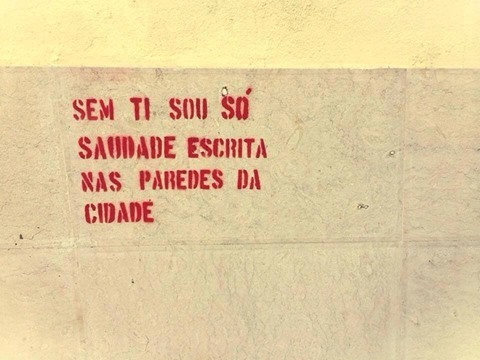 SEM TI SOU SÓ
SAUDADE ESCRITA
NAS PAREDES DA
CIDADE